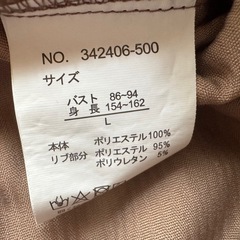 NO. 342406-500
サイズ
バスト 86~94
身長 154~162
L
本体 ポリエステル100%
リブ部分 ポリエステル 95%
ポリウレタン 5%